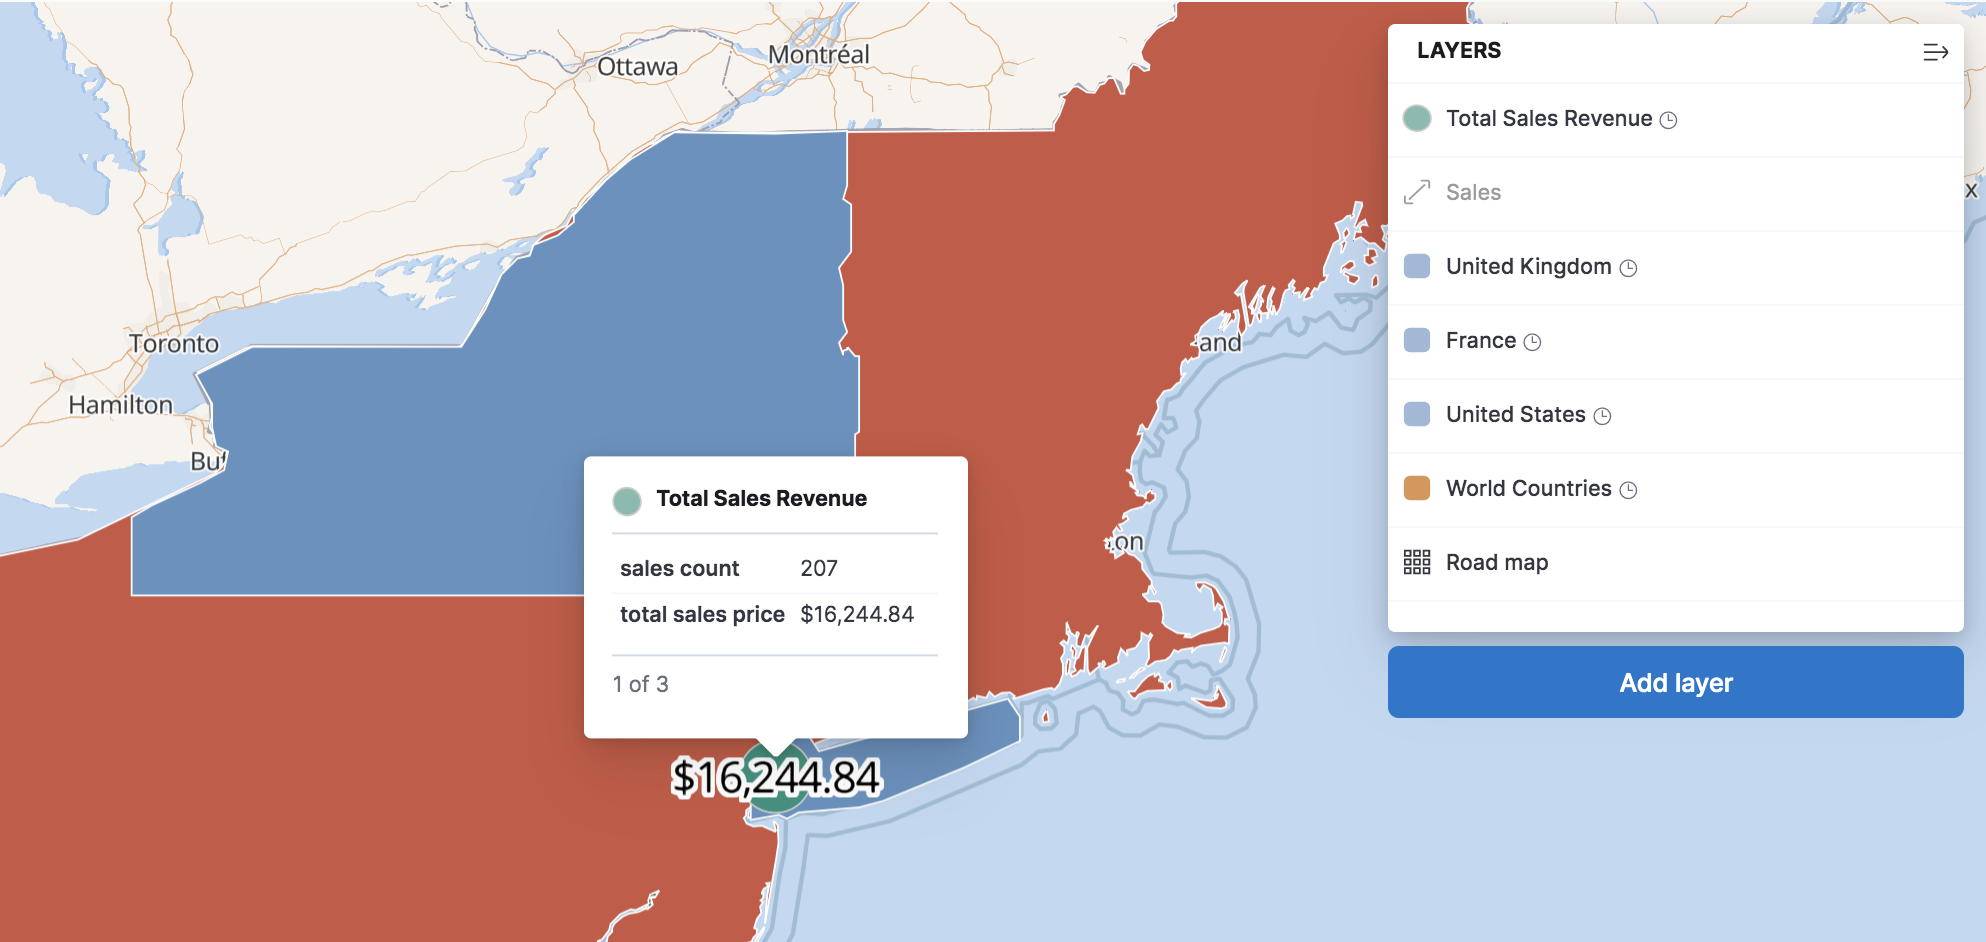 Ottawa
Montréal
Toronto
Hamilton
Buf
and
ton
x
LAYERS
Total Sales Revenue
Sales
United Kingdom
France
United States
World Countries
Road map
Add layer
Total Sales Revenue
sales count 207
total sales price $16,244.84
1 of 3
$16,244.84